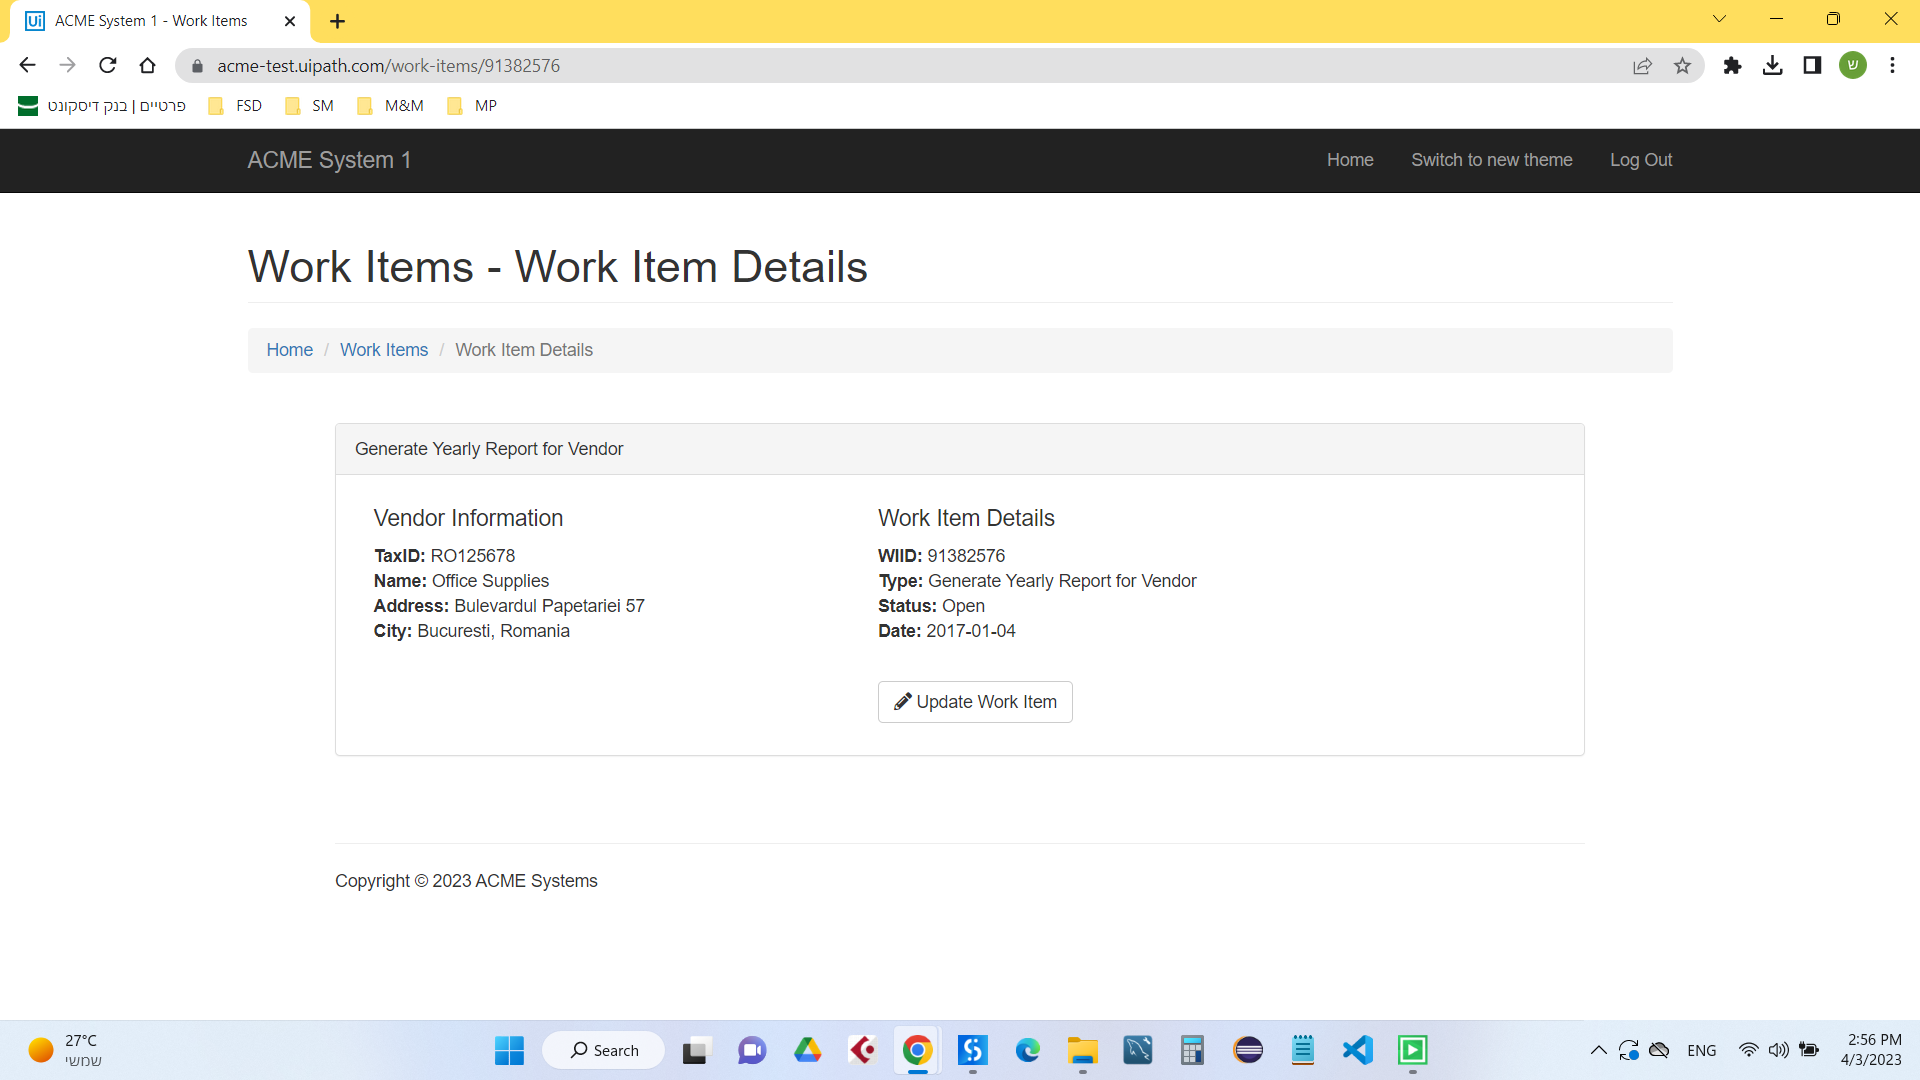 ACME System 1 - Work Items
acme-test.uipath.com/work-items/91382576
ש
פרטיים | בנק דיסקונט
FSD
SM
M&M
MP
ACME System 1
Home
Switch to new theme
Log Out
Work Items - Work Item Details
Home / Work Items / Work Item Details
Generate Yearly Report for Vendor
Vendor Information
TaxID: RO125678
Name: Office Supplies
Address: Bulevardul Papetariei 57
City: Bucuresti, Romania
Work Item Details
WIID: 91382576
Type: Generate Yearly Report for Vendor
Status: Open
Date: 2017-01-04
Update Work Item
Copyright © 2023 ACME Systems
27°C
שמשי
Search
ENG
2:56 PM
4/3/2023